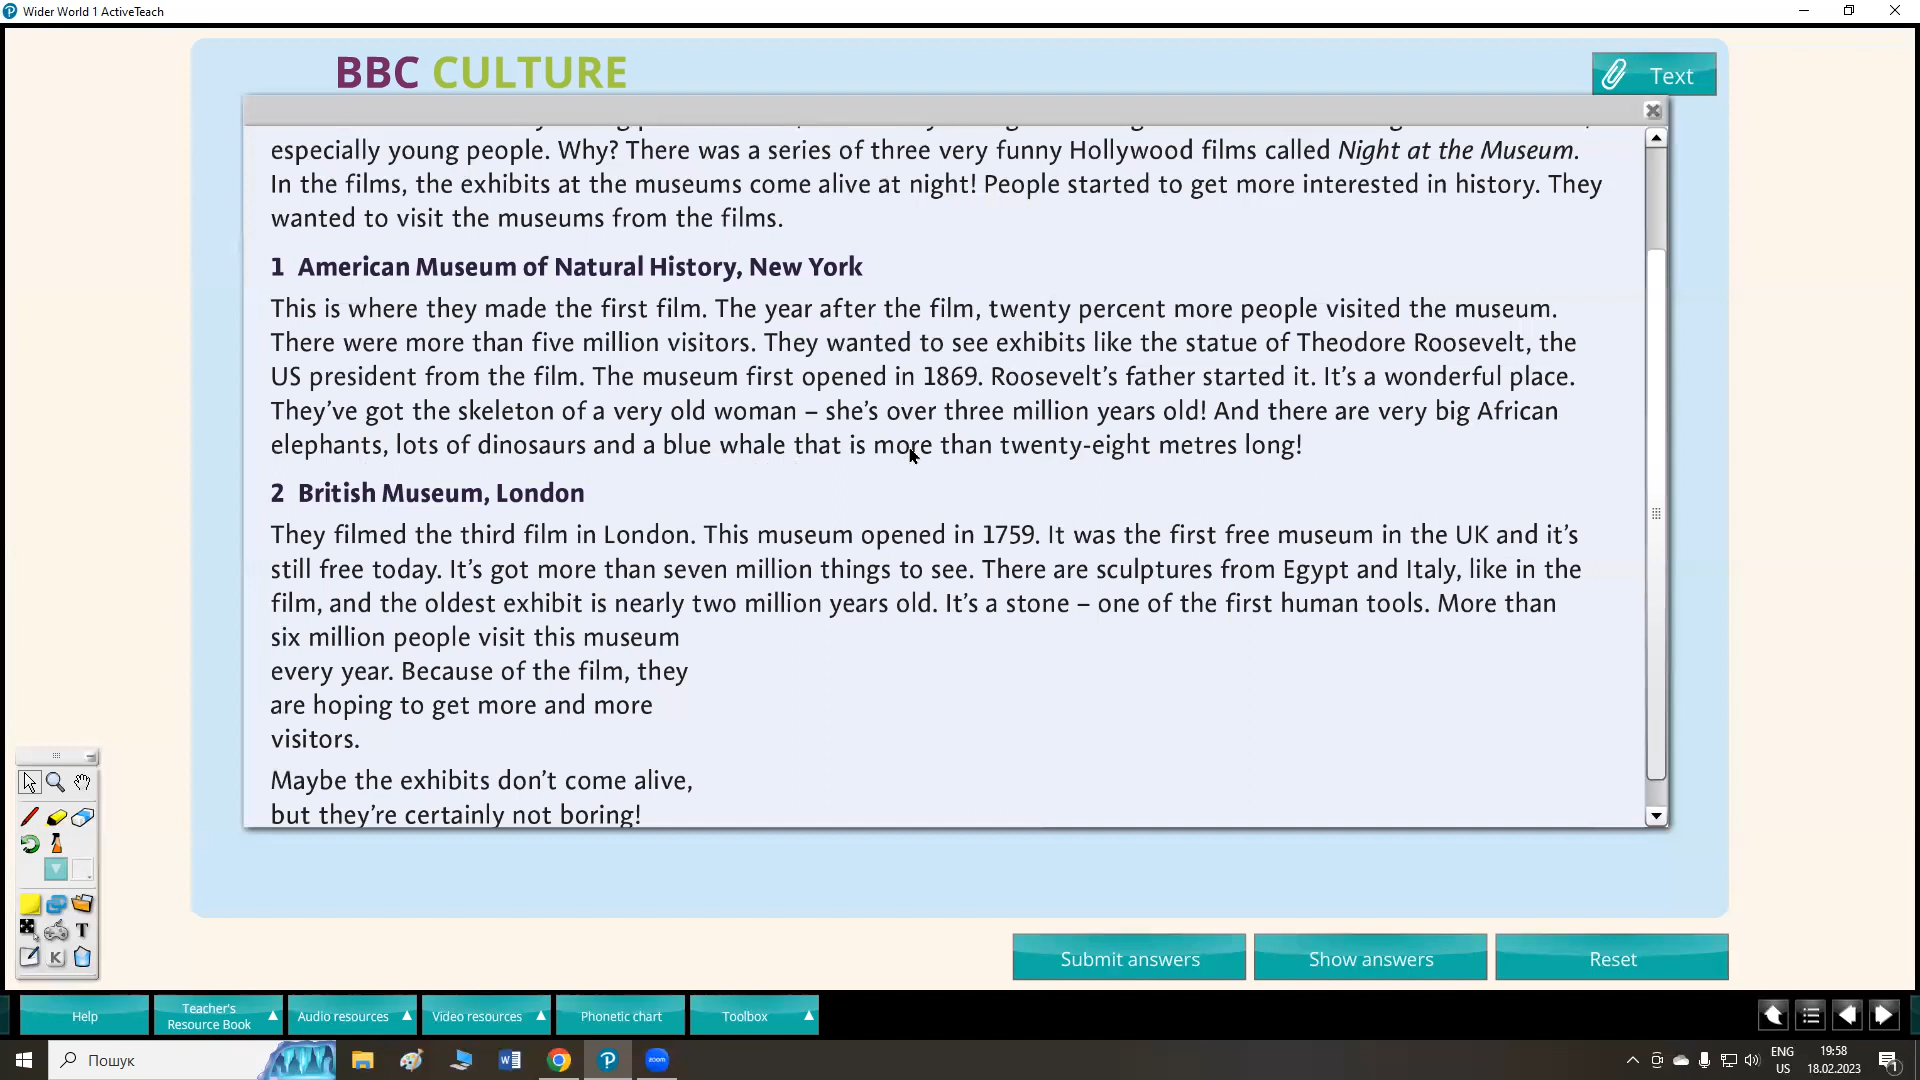 Wider World 1 ActiveTeach
BBC CULTURE
Text
especially young people. Why? There was a series of three very funny Hollywood films called Night at the Museum.
In the films, the exhibits at the museums come alive at night! People started to get more interested in history. They
wanted to visit the museums from the films.
1 American Museum of Natural History, New York
This is where they made the first film. The year after the film, twenty percent more people visited the museum.
There were more than five million visitors. They wanted to see exhibits like the statue of Theodore Roosevelt, the
US president from the film. The museum first opened in 1869. Roosevelt's father started it. It's a wonderful place.
They've got the skeleton of a very old woman – she's over three million years old! And there are very big African
elephants, lots of dinosaurs and a blue whale that is more than twenty-eight metres long!
2 British Museum, London
They filmed the third film in London. This museum opened in 1759. It was the first free museum in the UK and it's
still free today. It's got more than seven million things to see. There are sculptures from Egypt and Italy, like in the
film, and the oldest exhibit is nearly two million years old. It's a stone – one of the first human tools. More than
six million people visit this museum
every year. Because of the film, they
are hoping to get more and more
visitors.
Maybe the exhibits don't come alive,
but they're certainly not boring!
T
K
Submit answers
Show answers
Reset
Help
Teacher's
Resource Book
Audio resources
Video resources
Phonetic chart
Toolbox
Пошук
zoom
ENG
US
19:58
18.02.2023
1